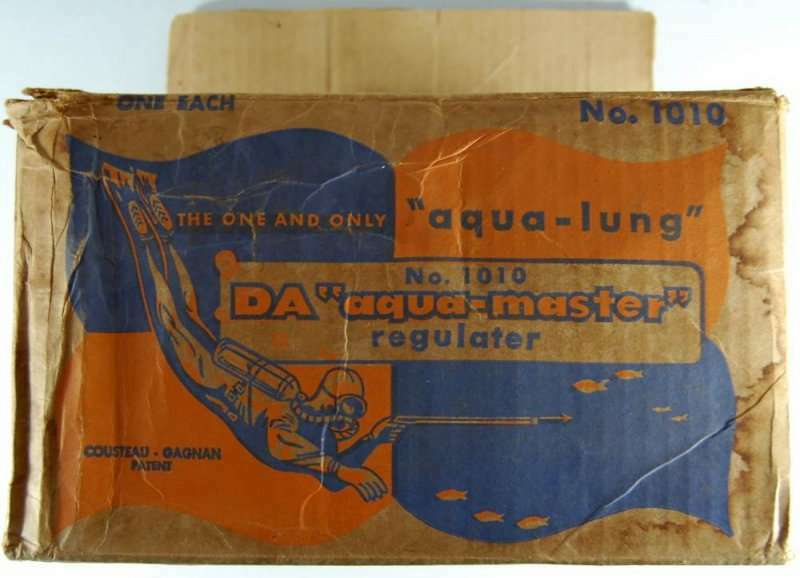 ONE EACH
No. 1010
THE ONE AND ONLY "aqua-lung"
No. 1010
DA "aqua-master"
regulater
COUSTEAU - GAGNAN
PATENT